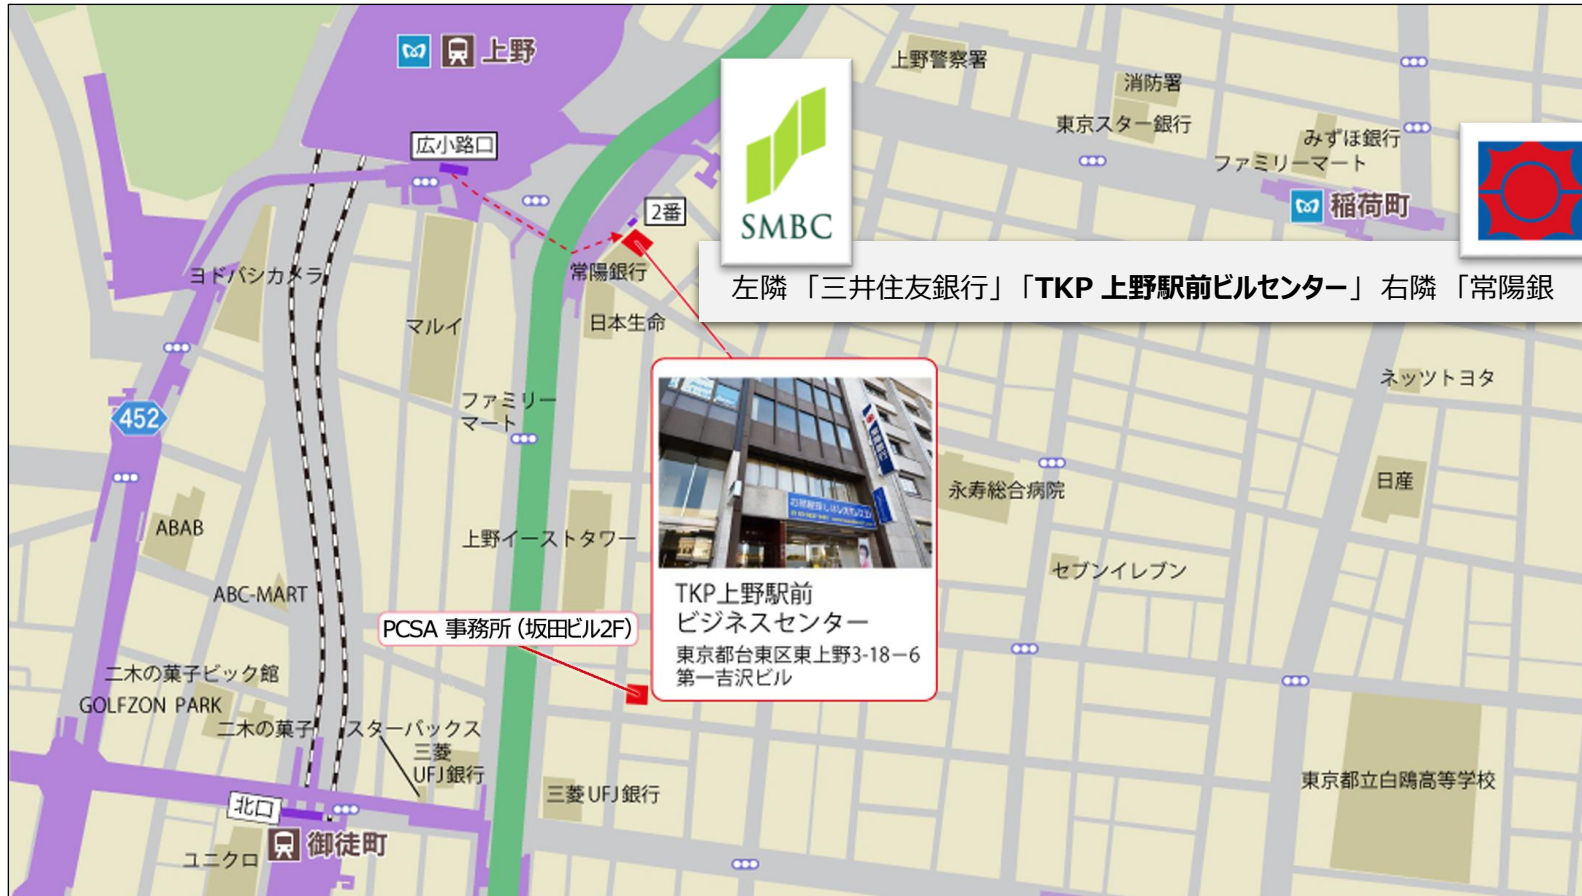 上野
上野警察署
消防署
東京スター銀行
みずほ銀行
ファミリーマート
稲荷町
広小路口
2番
SMBC
左隣 「三井住友銀行」「TKP 上野駅前ビルセンター」 右隣 「常陽銀
常陽銀行
日本生命
ヨドバシカメラ
マルイ
ファミリー
マート
452
ネッツトヨタ
日産
永寿総合病院
セブンイレブン
ABAB
上野イーストタワー
ABC-MART
PCSA 事務所（坂田ビル2F）
TKP上野駅前
ビジネスセンター
東京都台東区東上野3-18－6
第一吉沢ビル
二木の菓子ビック館
GOLFZON PARK
二木の菓子
スターバックス
三菱
UFJ銀行
三菱UFJ銀行
東京都立白鴎高等学校
北口
御徒町
ユニクロ